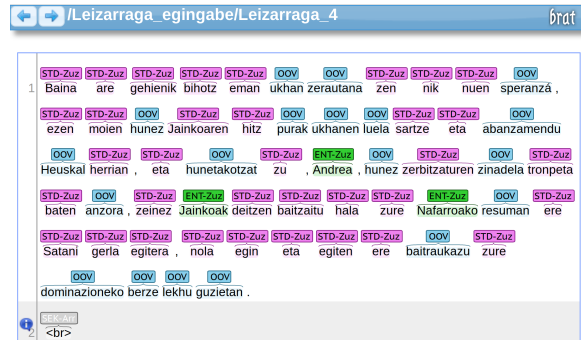 /Leizarraga_egingabe/Leizarraga_4 brat
STD-Zuz STD-Zuz STD-Zuz STD-Zuz STD-Zuz OOV OOV STD-Zuz STD-Zuz STD-Zuz OOV
1 Baina are gehienik bihotz eman ukhan zerautana zen nik nuen speranzá ,
STD-Zuz STD-Zuz OOV STD-Zuz STD-Zuz OOV OOV OOV STD-Zuz STD-Zuz OOV
ezen moien hunez Jainkoaren hitz purak ukhanen luela sartze eta abanzamendu
OOV STD-Zuz STD-Zuz OOV STD-Zuz ENT-Zuz OOV STD-Zuz OOV STD-Zuz
Heuskal herrian , eta hunetakotzat zu , Andrea , hunez zerbitzaturen zinadela tronpeta
STD-Zuz OOV STD-Zuz ENT-Zuz STD-Zuz STD-Zuz STD-Zuz STD-Zuz ENT-Zuz OOV STD-Zuz
baten anzora , zeinez Jainkoak deitzen baitzaitu hala zure Nafarroako resuman ere
STD-Zuz STD-Zuz STD-Zuz STD-Zuz STD-Zuz STD-Zuz STD-Zuz STD-Zuz OOV STD-Zuz
Satani gerla egitera , nola egin eta egiten ere baitraukazu zure
OOV OOV OOV OOV
dominazioneko berze lekhu guzietan .
SEK-Arr
2 <br>